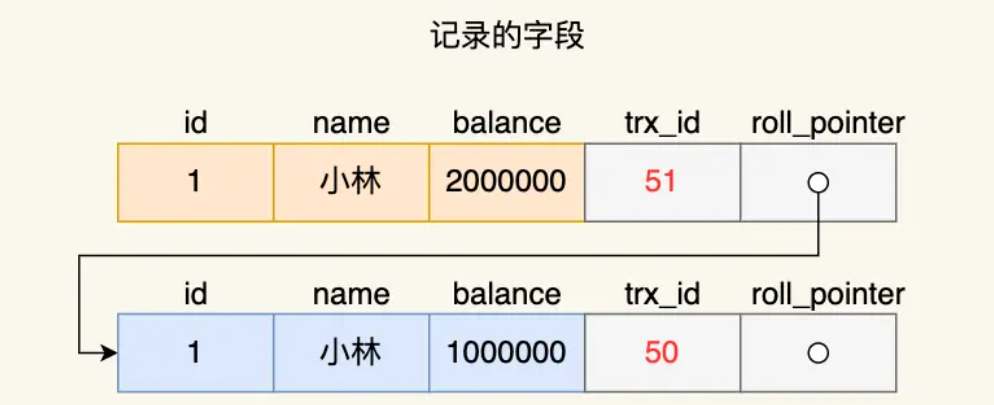 记录的字段
id name balance trx_id roll_pointer
1 小林 2000000 51
id name balance trx_id roll_pointer
1 小林 1000000 50